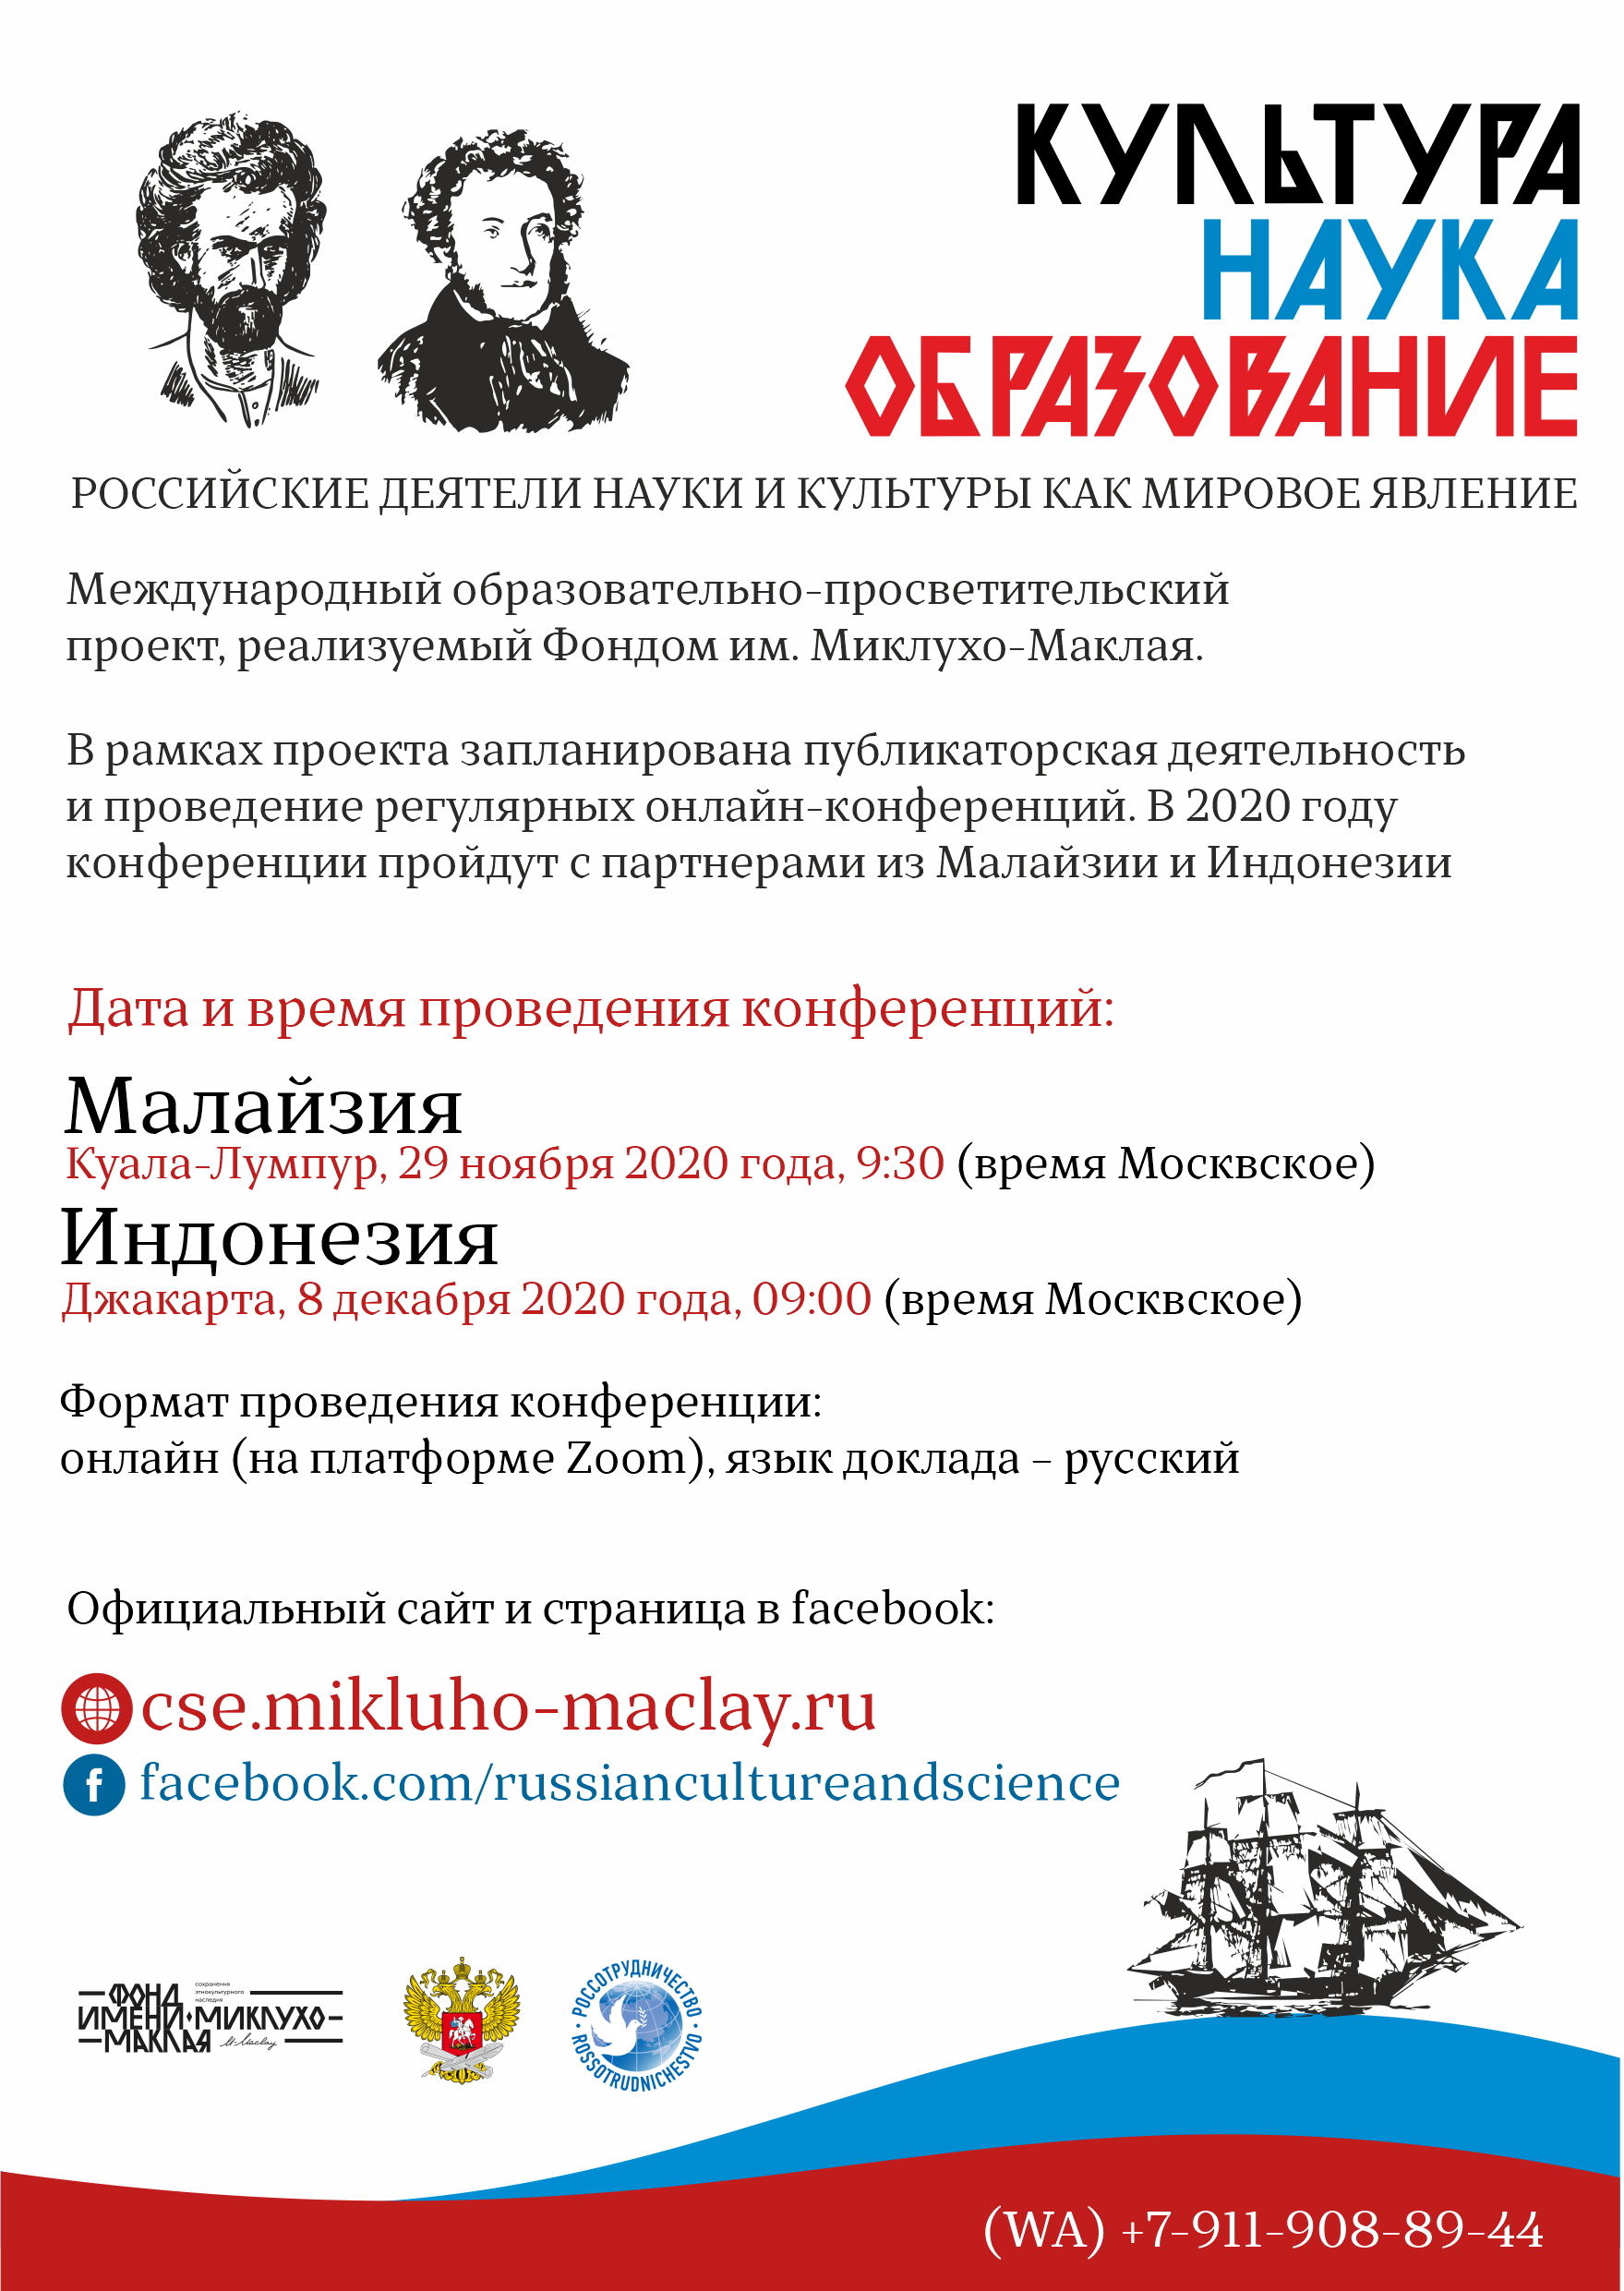 КУЛЬТУРА
НАУКА
ОБРАЗОВАНИЕ
РОССИЙСКИЕ ДЕЯТЕЛИ НАУКИ И КУЛЬТУРЫ КАК МИРОВОЕ ЯВЛЕНИЕ
Международный образовательно-просветительский
проект, реализуемый Фондом им. Миклухо-Маклая.
В рамках проекта запланирована публикаторская деятельность
и проведение регулярных онлайн-конференций. В 2020 году
конференции пройдут с партнерами из Малайзии и Индонезии
Дата и время проведения конференций:
Малайзия
Куала-Лумпур, 29 ноября 2020 года, 9:30 (время Москвское)
Индонезия
Джакарта, 8 декабря 2020 года, 09:00 (время Москвское)
Формат проведения конференции:
онлайн (на платформе Zoom), язык доклада – русский
Официальный сайт и страница в facebook:
cse.mikluho-maclay.ru
f facebook.com/russiancultureandscience
ФОНД
сохранения
этнокультурного
наследия
ИМЕНИ·МИКЛУХО-
МАКЛАЯ
N Maclay
РОССОТРУДНИЧЕСТВО
ROSSOTRUDNICHESTVO
(WA) +7-911-908-89-44